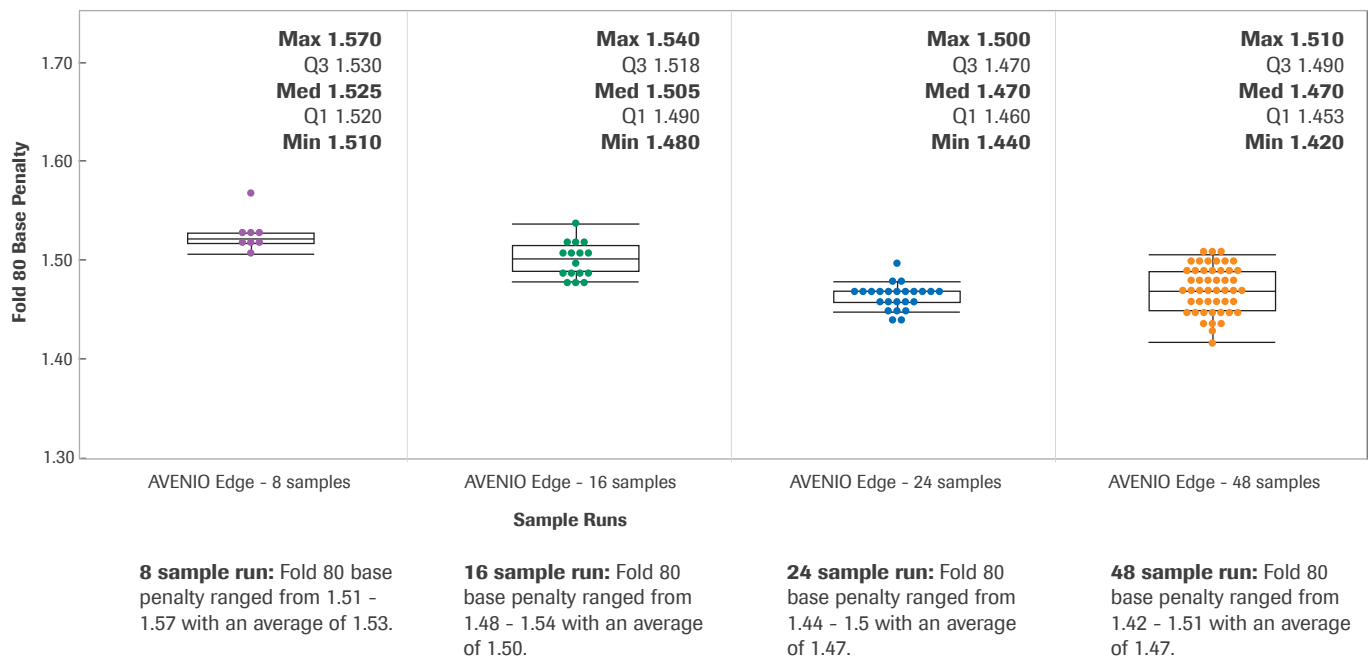 Max 1.570
Q3 1.530
Med 1.525
Q1 1.520
Min 1.510
Max 1.540
Q3 1.518
Med 1.505
Q1 1.490
Min 1.480
Max 1.500
Q3 1.470
Med 1.470
Q1 1.460
Min 1.440
Max 1.510
Q3 1.490
Med 1.470
Q1 1.453
Min 1.420
Fold 80 Base Penalty
1.70
1.60
1.50
1.40
1.30
AVENIO Edge - 8 samples
AVENIO Edge - 16 samples
AVENIO Edge - 24 samples
AVENIO Edge - 48 samples
Sample Runs
8 sample run: Fold 80 base
penalty ranged from 1.51 -
1.57 with an average of 1.53.
16 sample run: Fold 80
base penalty ranged from
1.48 - 1.54 with an average
of 1.50.
24 sample run: Fold 80
base penalty ranged from
1.44 - 1.5 with an average
of 1.47.
48 sample run: Fold 80
base penalty ranged from
1.42 - 1.51 with an average
of 1.47.